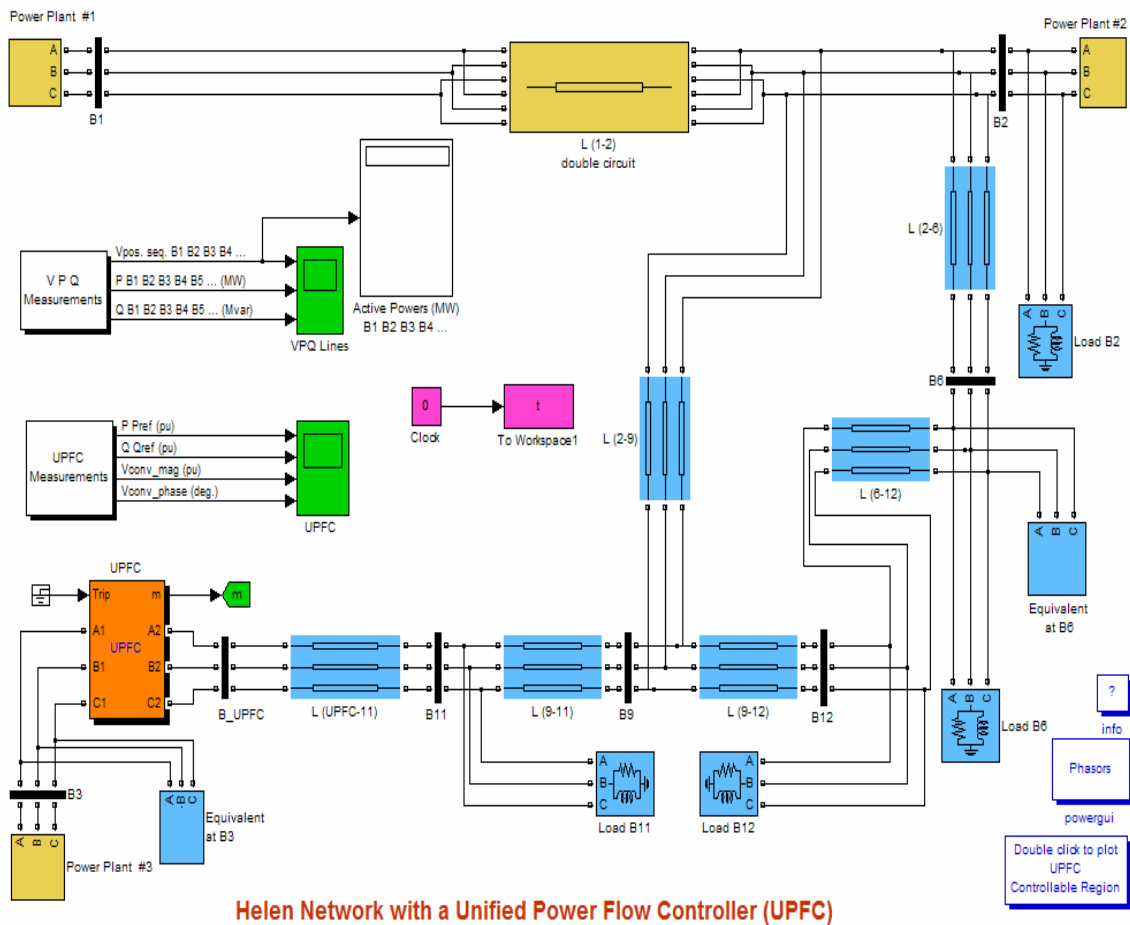 Power Plant #1
A
B
C
B1
L (1-2)
double circuit
B2
Power Plant #2
A
B
C
L (2-6)
V P Q
Measurements
Vpos. seq. B1 B2 B3 B4 ...
P B1 B2 B3 B4 B5 ... (MW)
Q B1 B2 B3 B4 B5 ... (Mvar)
VPQ Lines
Active Powers (MW)
B1 B2 B3 B4 ...
A
B
C
Load B2
B6
0
Clock
t
To Workspace1
L (2-9)
L (6-12)
UPFC
Measurements
P Pref (pu)
Q Qref (pu)
Vconv_mag (pu)
Vconv_phase (deg.)
UPFC
A
B
C
Equivalent
at B6
UPFC
Trip
m
A1
A2
UPFC
B1
B2
C1
C2
m
B_UPFC
L (UPFC-11)
B11
L (9-11)
B9
L (9-12)
B12
A
B
C
Load B6
?
info
Phasors
powergui
Double click to plot
UPFC
Controllable Region
A
B
C
Load B11
A
B
C
Load B12
B3
A
B
C
Equivalent
at B3
A
B
C
Power Plant #3
Helen Network with a Unified Power Flow Controller (UPFC)